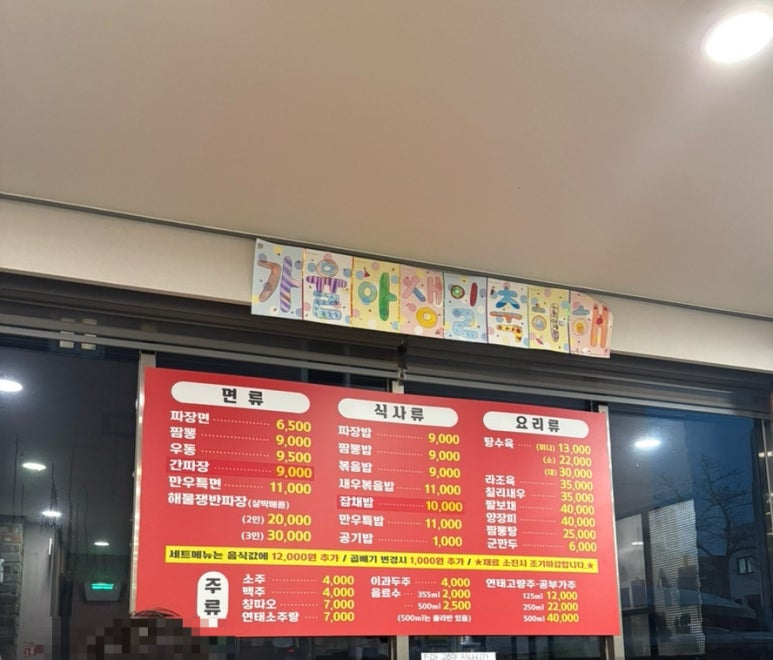 가을아생일축하해
면류
짜장면 6,500
짬뽕 9,000
우동 9,500
간짜장 9,000
만우특면 11,000
해물쟁반짜장 (살짝매콤)
(2인) 20,000
(3인) 30,000
식사류
짜장밥 9,000
짬뽕밥 9,000
볶음밥 9,000
새우볶음밥 11,000
잡채밥 10,000
만우특밥 11,000
공기밥 1,000
요리류
탕수육 (미니) 13,000
(소) 22,000
(대) 30,000
라조육 35,000
칠리새우 35,000
팔보채 40,000
양장피 40,000
짬뽕탕 25,000
군만두 6,000
세트메뉴는 음식값에 12,000원 추가 / 곱빼기 변경시 1,000원 추가 / ★재료 소진시 조기마감합니다.★
주류
소주 4,000
맥주 4,000
칭따오 7,000
연태소주랑 7,000
이과두주 4,000
음료수 355ml 2,000
500ml 2,500
(500ml는 콜라만 있음)
연태고량주·공부가주
125ml 12,000
250ml 22,000
500ml 40,000